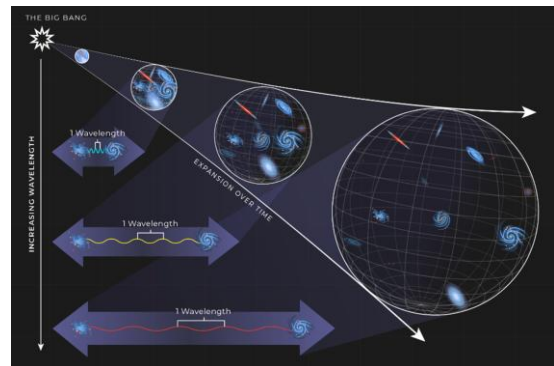 THE BIG BANG
1 Wavelength
INCREASING WAVELENGTH
EXPANSION OVER TIME
1 Wavelength
1 Wavelength